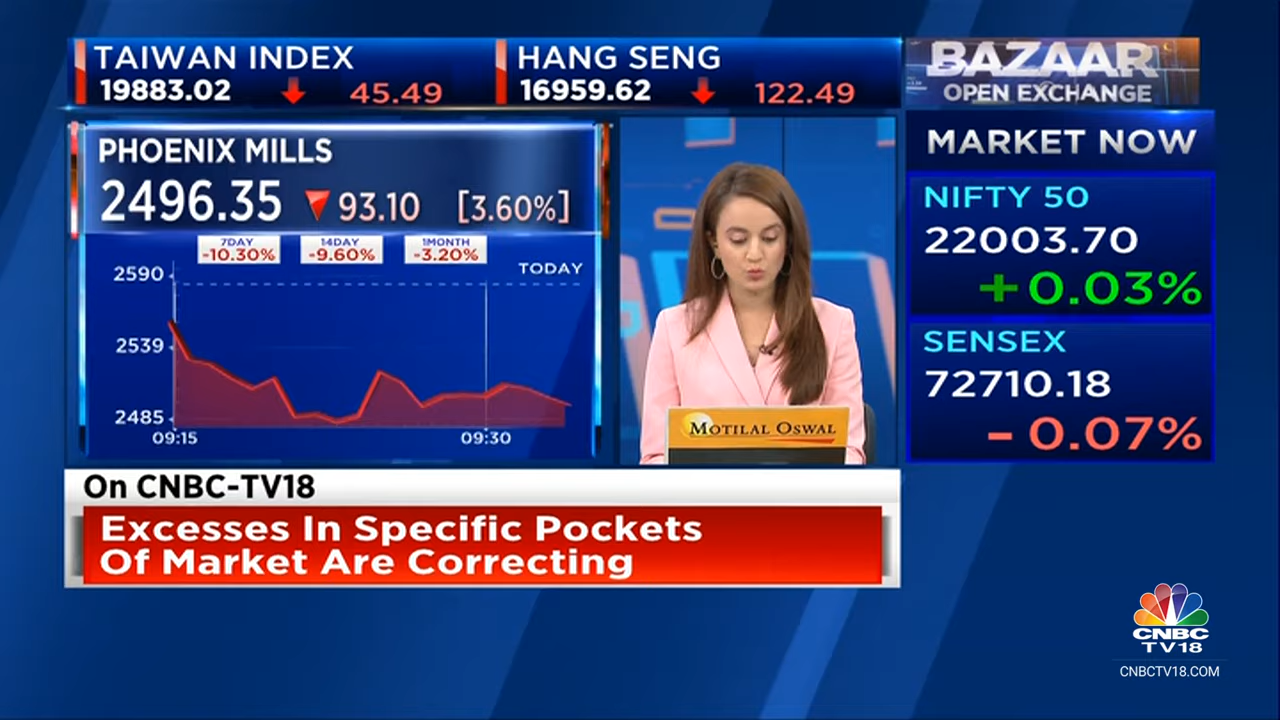 TAIWAN INDEX
19883.02 45.49
HANG SENG
16959.62 122.49
BAZAAR
OPEN EXCHANGE
PHOENIX MILLS
2496.35 93.10 [3.60%]
7DAY
-10.30%
14DAY
-9.60%
1MONTH
-3.20%
TODAY
2590
2539
2485
09:15 09:30
MOTILAL OSWAL
MARKET NOW
NIFTY 50
22003.70
+0.03%
SENSEX
72710.18
- 0.07%
On CNBC-TV18
Excesses In Specific Pockets
Of Market Are Correcting
CNBC
TV18
CNBCTV18.COM